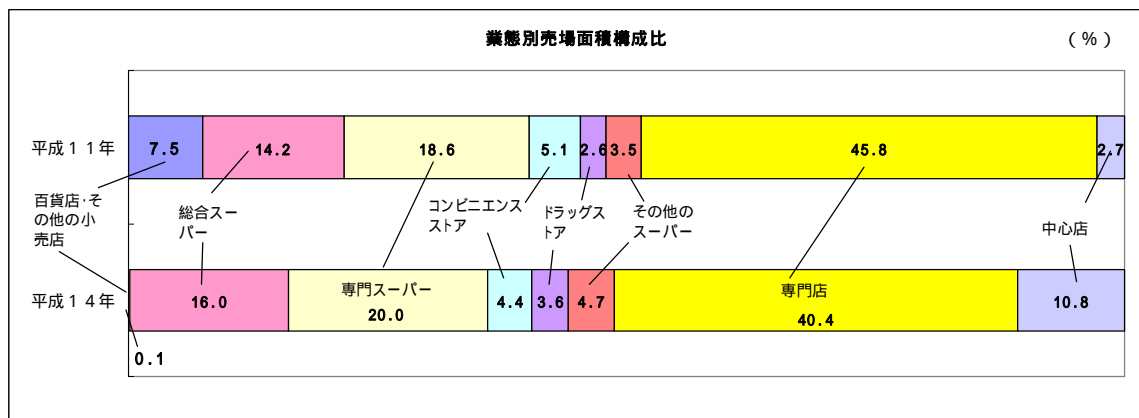 業態別売場面積構成比
(%)
平成11年
7.5
14.2
18.6
5.1
2.6
3.5
45.8
2.7
百貨店・そ
の他の小
売店
総合スー
パー
コンビニエンス
ストア
ドラッグス
トア
その他の
スーパー
中心店
平成14年
16.0
専門スーパー
20.0
4.4
3.6
4.7
専門店
40.4
10.8
0.1